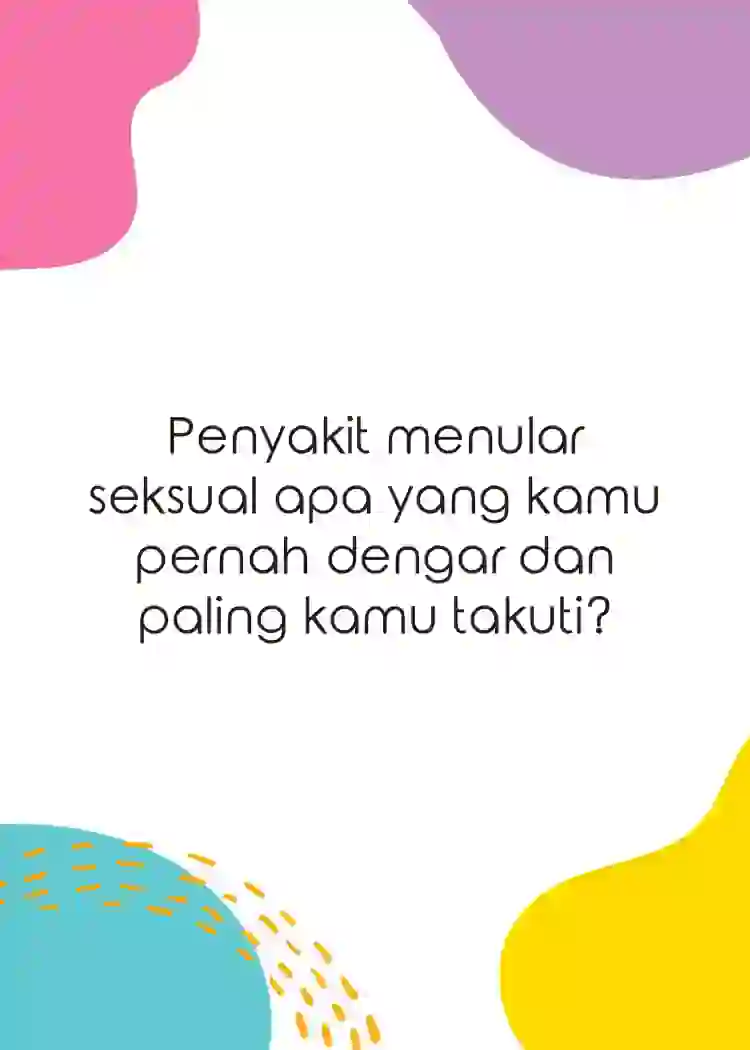 Penyakit menular
seksual apa yang kamu
pernah dengar dan
paling kamu takuti?